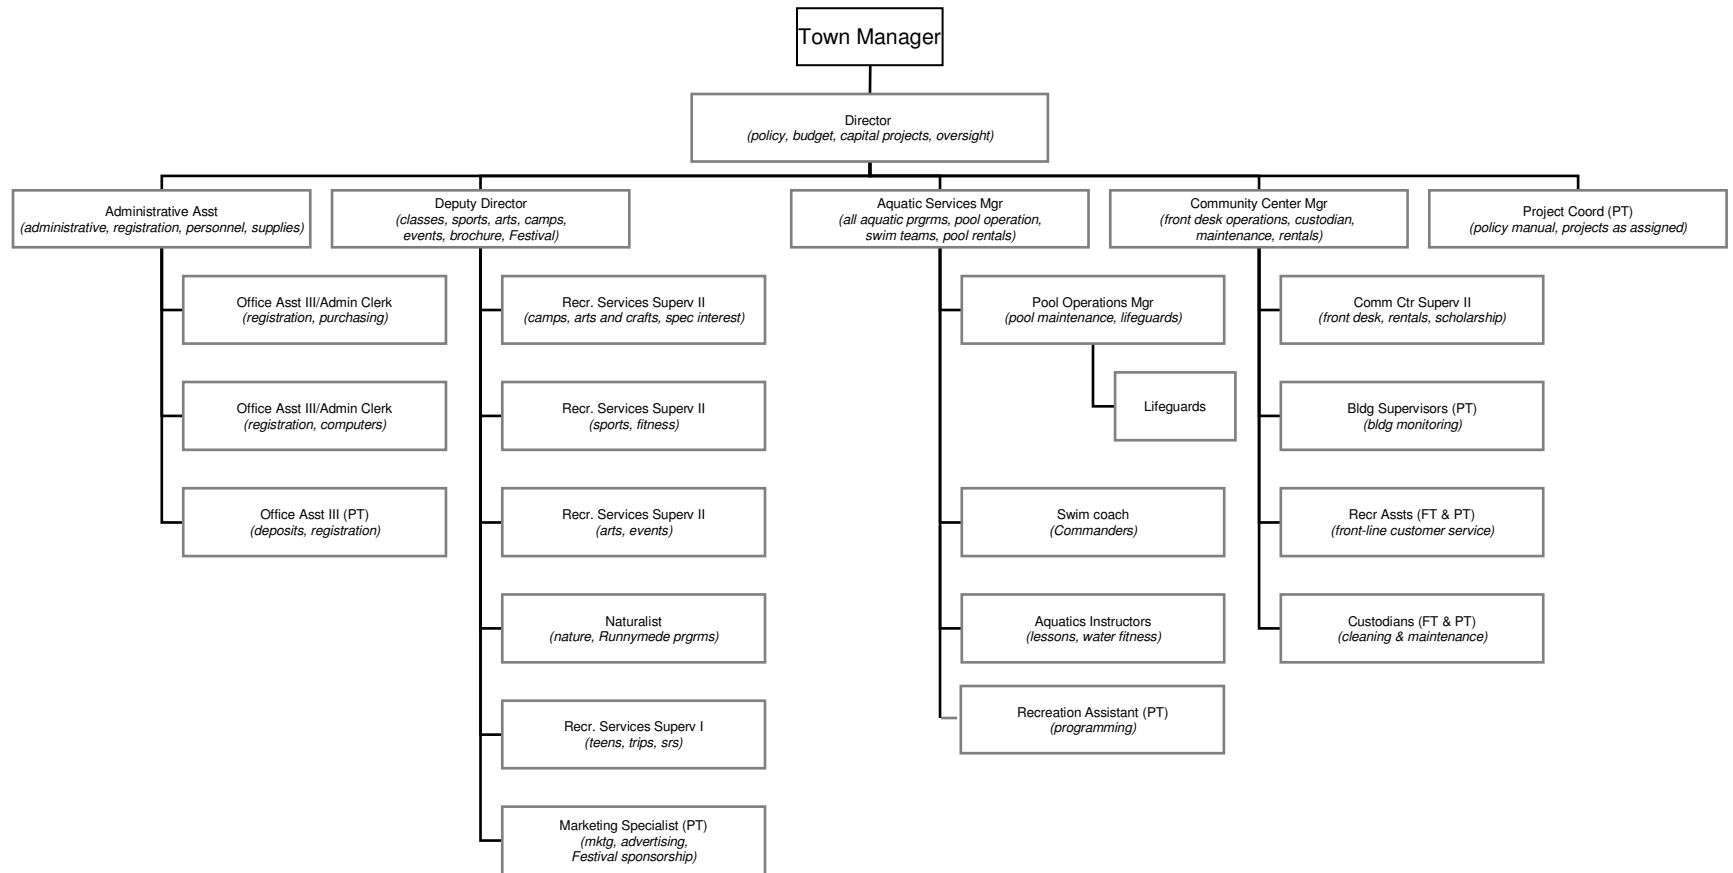 Town Manager
Director
(policy, budget, capital projects, oversight)
Administrative Asst
(administrative, registration, personnel, supplies)
Deputy Director
(classes, sports, arts, camps,
events, brochure, Festival)
Aquatic Services Mgr
(all aquatic prgrms, pool operation,
swim teams, pool rentals)
Community Center Mgr
(front desk operations, custodian,
maintenance, rentals)
Project Coord (PT)
(policy manual, projects as assigned)
Office Asst III/Admin Clerk
(registration, purchasing)
Office Asst III/Admin Clerk
(registration, computers)
Office Asst III (PT)
(deposits, registration)
Recr. Services Superv II
(camps, arts and crafts, spec interest)
Recr. Services Superv II
(sports, fitness)
Recr. Services Superv II
(arts, events)
Naturalist
(nature, Runnymede prgrms)
Recr. Services Superv I
(teens, trips, srs)
Marketing Specialist (PT)
(mktg, advertising,
Festival sponsorship)
Pool Operations Mgr
(pool maintenance, lifeguards)
Lifeguards
Swim coach
(Commanders)
Aquatics Instructors
(lessons, water fitness)
Recreation Assistant (PT)
(programming)
Comm Ctr Superv II
(front desk, rentals, scholarship)
Bldg Supervisors (PT)
(bldg monitoring)
Recr Assts (FT & PT)
(front-line customer service)
Custodians (FT & PT)
(cleaning & maintenance)